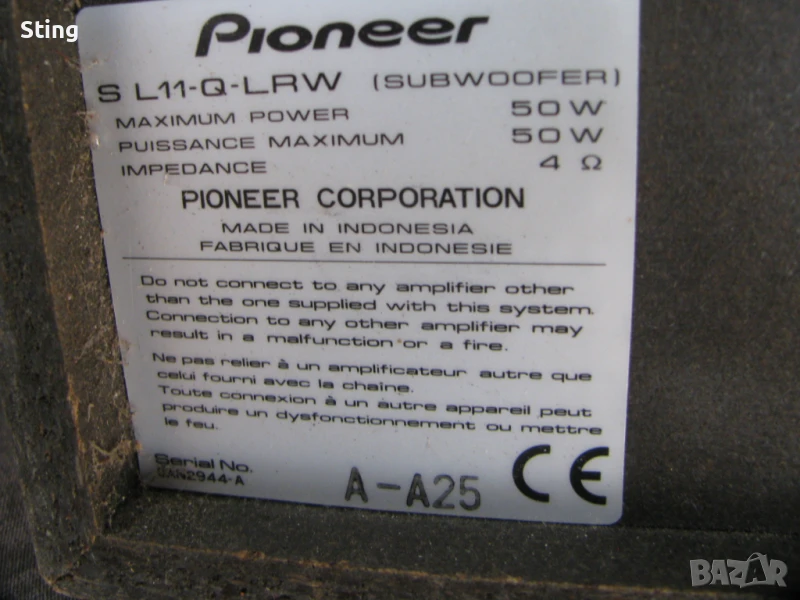 Sting
Pioneer
S L11-Q-LRW (SUBWOOFER)
MAXIMUM POWER 50 W
PUISSANCE MAXIMUM 50 W
IMPEDANCE 4 Ω
PIONEER CORPORATION
MADE IN INDONESIA
FABRIQUE EN INDONESIE
Do not connect to any amplifier other
than the one supplied with this system.
Connection to any other amplifier may
result in a malfunction or a fire.
Ne pas relier à un amplificateur autre que
celui fourni avec la chaîne.
Toute connexion à un autre appareil peut
produire un dysfonctionnement ou mettre
le feu.
Serial No.
A-A25
CE
BAZAR